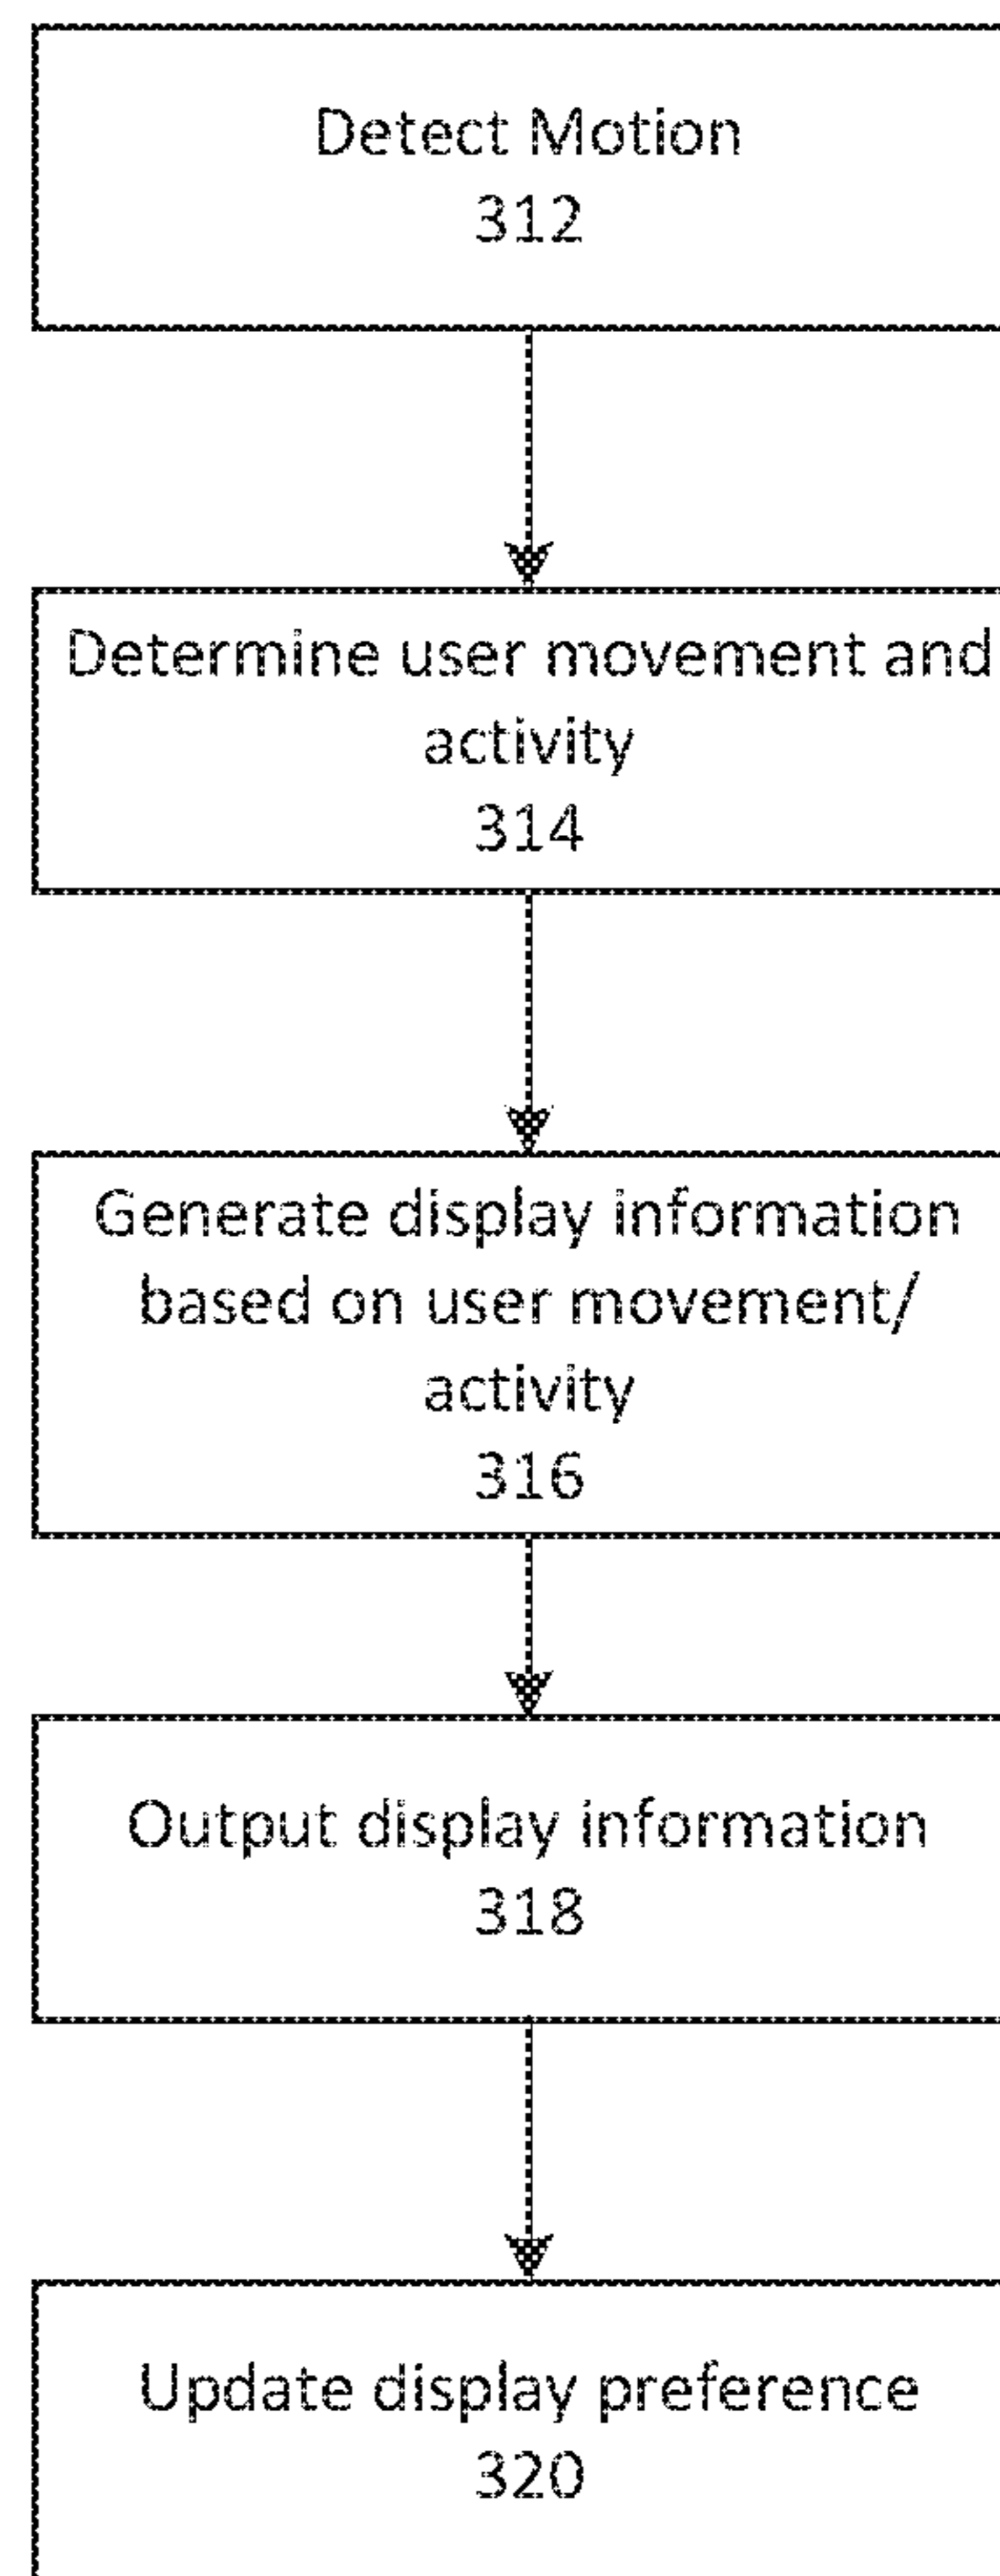 Detect Motion
312
Determine user movement and
activity
314
Generate display information
based on user movement/
activity
316
Output display information
318
Update display preference
320